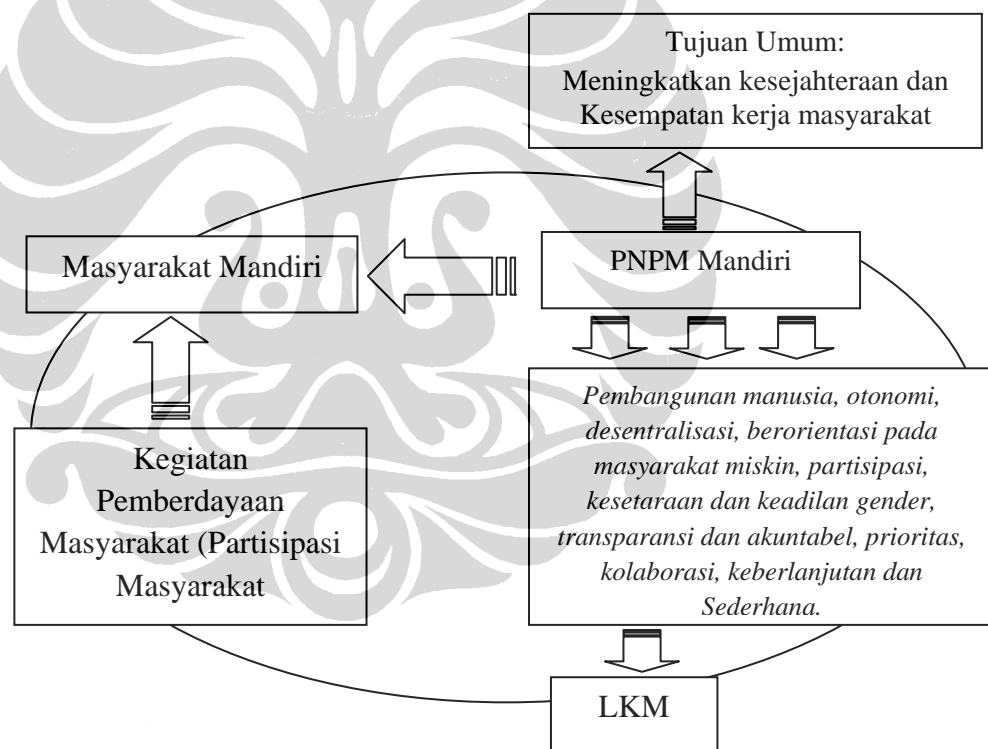 Tujuan Umum:
Meningkatkan kesejahteraan dan
Kesempatan kerja masyarakat
Masyarakat Mandiri
PNPM Mandiri
Pembangunan manusia, otonomi,
desentralisasi, berorientasi pada
masyarakat miskin, partisipasi,
kesetaraan dan keadilan gender,
transparansi dan akuntabel, prioritas,
kolaborasi, keberlanjutan dan
Sederhana.
Kegiatan
Pemberdayaan
Masyarakat (Partisipasi
Masyarakat
LKM